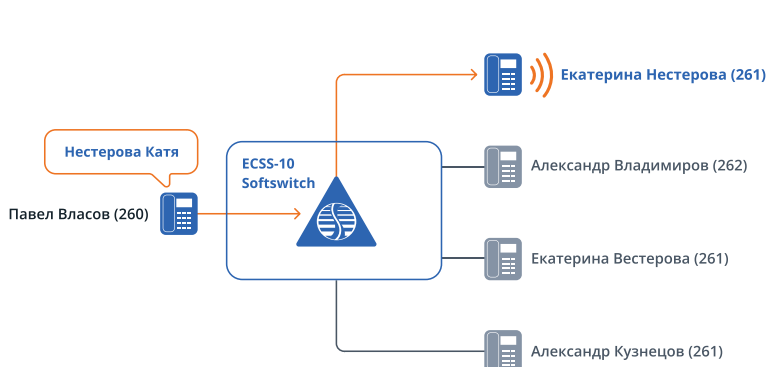 Екатерина Нестерова (261)
Нестерова Катя
ECSS-10
Softswitch
Александр Владимиров (262)
Павел Власов (260)
Екатерина Вестерова (261)
Александр Кузнецов (261)